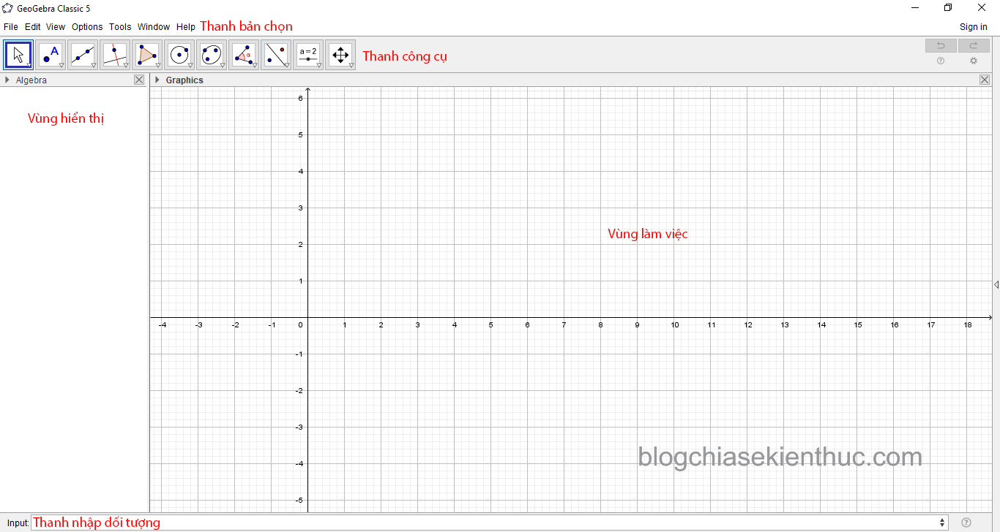 GeoGebra Classic 5
File Edit View Options Tools Window Help Thanh bản chọn Sign in
A α a=2 Thanh công cụ
Algebra Graphics
Vùng hiển thị
6
5
4
3
Vùng làm việc
2
1
-4 -3 -2 -1 0 1 2 3 4 5 6 7 8 9 10 11 12 13 14 15 16 17 18
-1
-2
-3
blogchiasekienthuc.com
-4
-5
Input: Thanh nhập dối tượng